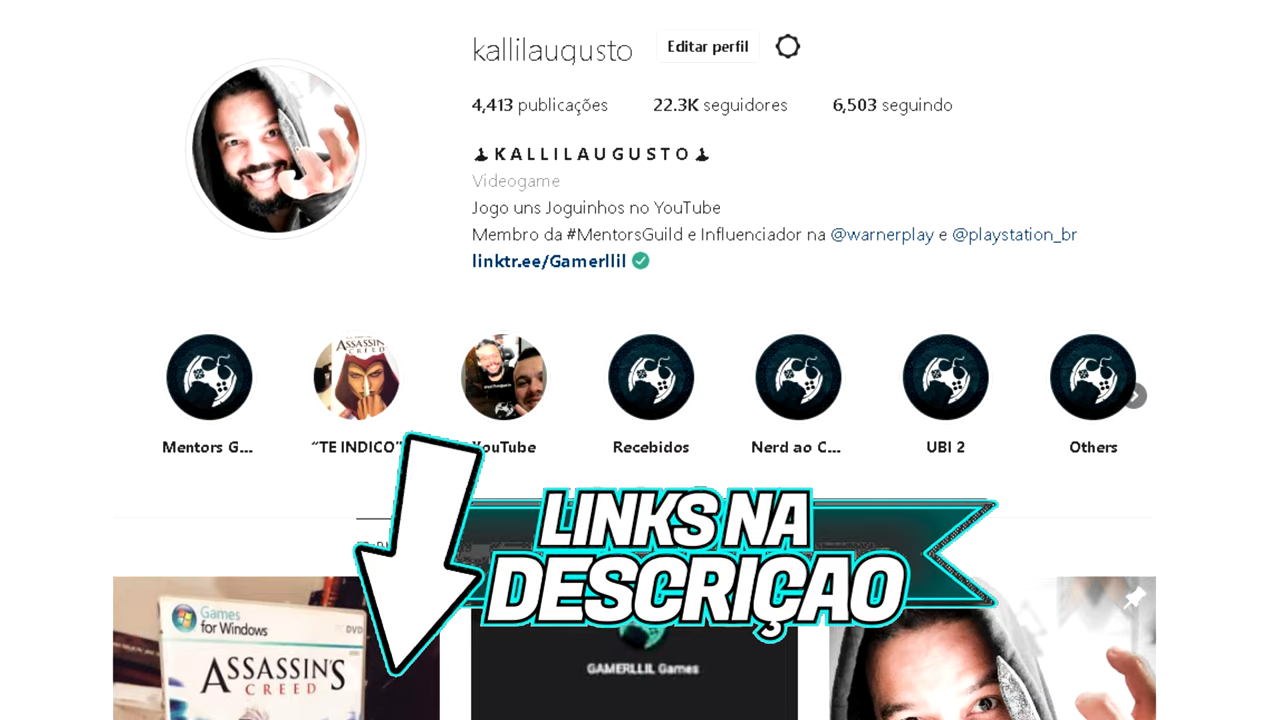 kallilaugusto
Editar perfil
4,413 publicações 22.3K seguidores 6,503 seguindo
K A L L I L A U G U S T O
Videogame
Jogo uns Joguinhos no YouTube
Membro da #MentorsGuild e Influenciador na @warnerplay e @playstation_br
linktr.ee/Gamerllil
ASSASSIN'S
CREED
Mentors G... “TE INDICO” YouTube Recebidos Nerd ao C... UBI 2 Others
LINKS NA
DESCRIÇAO
Games
for Windows
PC DVD
ASSASSIN'S
CREED
GAMERLLIL Games